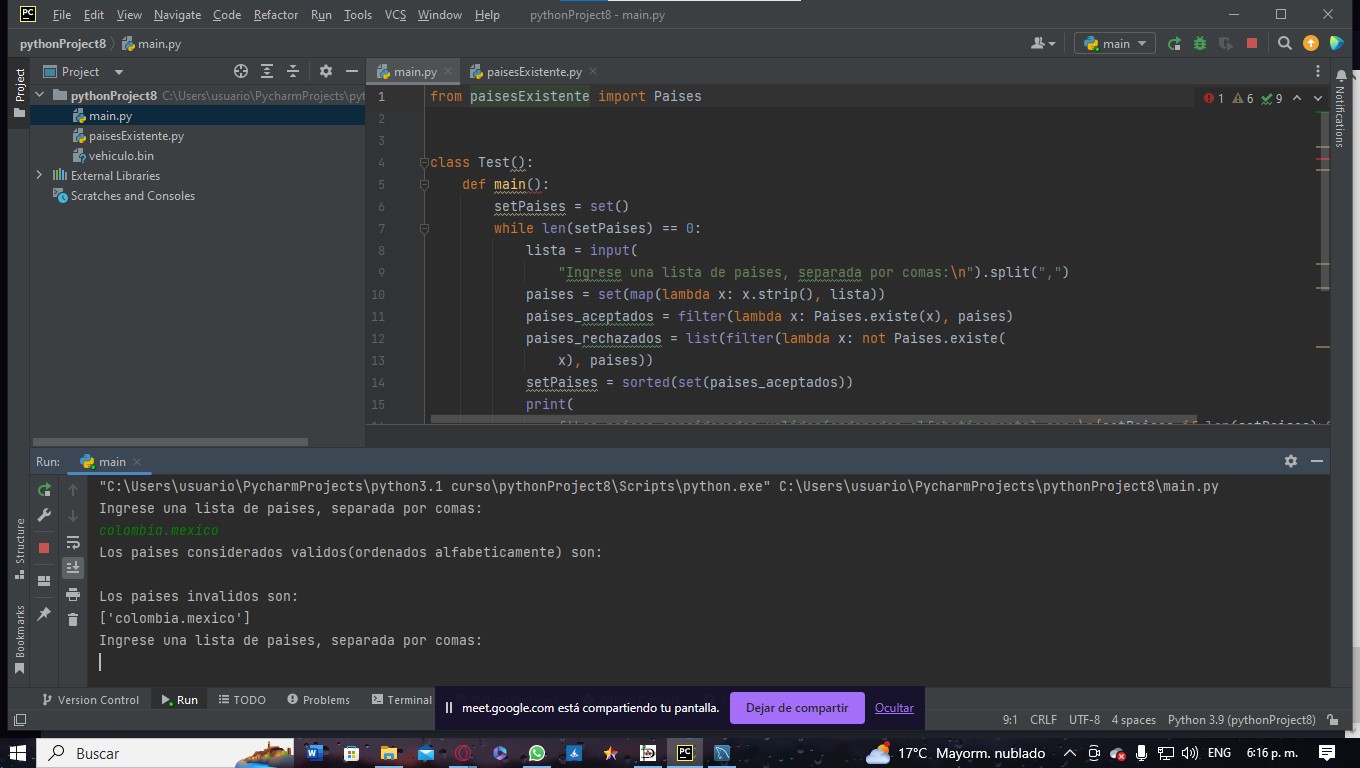 PC File Edit View Navigate Code Refactor Run Tools VCS Window Help pythonProject8 - main.py
pythonProject8 main.py main
Project main.py paisesExistente.py
pythonProject8 C:\Users\usuario\PycharmProjects\pyt
main.py
paisesExistente.py
vehiculo.bin
External Libraries
Scratches and Consoles
Project
Structure
Bookmarks
Notifications
1 6 9
1 from paisesExistente import Paises
2
3
4 class Test():
5 def main():
6 setPaises = set()
7 while len(setPaises) == 0:
8 lista = input(
9 "Ingrese una lista de paises, separada por comas:\n").split(",")
10 paises = set(map(lambda x: x.strip(), lista))
11 paises_aceptados = filter(lambda x: Paises.existe(x), paises)
12 paises_rechazados = list(filter(lambda x: not Paises.existe(
13 x), paises))
14 setPaises = sorted(set(paises_aceptados))
15 print(
Run: main
"C:\Users\usuario\PycharmProjects\python3.1 curso\pythonProject8\Scripts\python.exe" C:\Users\usuario\PycharmProjects\pythonProject8\main.py
Ingrese una lista de paises, separada por comas:
colombia.mexico
Los paises considerados validos(ordenados alfabeticamente) son:
Los paises invalidos son:
['colombia.mexico']
Ingrese una lista de paises, separada por comas:
Version Control Run TODO Problems Terminal
meet.google.com está compartiendo tu pantalla. Dejar de compartir Ocultar
9:1 CRLF UTF-8 4 spaces Python 3.9 (pythonProject8)
Buscar 17°C Mayorm. nublado ENG 6:16 p. m.